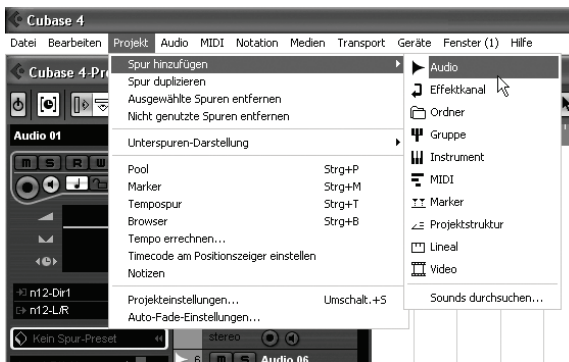 Cubase 4
Datei Bearbeiten Projekt Audio MIDI Notation Medien Transport Geräte Fenster (1) Hilfe
Cubase 4-Pr
Audio 01
m S R W
n12-Dir1
n12-L/R
Kein Spur-Preset
Spur hinzufügen
Spur duplizieren
Ausgewählte Spuren entfernen
Nicht genutzte Spuren entfernen
Unterspuren-Darstellung
Pool Strg+P
Marker Strg+M
Tempospur Strg+T
Browser Strg+B
Tempo errechnen...
Timecode am Positionszeiger einstellen
Notizen
Projekteinstellungen... Umschalt.+S
Auto-Fade-Einstellungen...
Audio
Effektkanal
Ordner
Gruppe
Instrument
MIDI
Marker
Projektstruktur
Lineal
Video
Sounds durchsuchen...
stereo
6 m S Audio 06